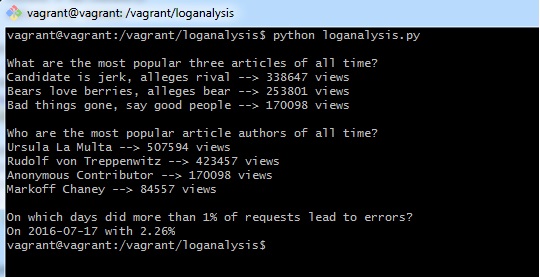 vagrant@vagrant: /vagrant/loganalysis
vagrant@vagrant:/vagrant/loganalysis$ python loganalysis.py
What are the most popular three articles of all time?
Candidate is jerk, alleges rival --> 338647 views
Bears love berries, alleges bear --> 253801 views
Bad things gone, say good people --> 170098 views
Who are the most popular article authors of all time?
Ursula La Multa --> 507594 views
Rudolf von Treppenwitz --> 423457 views
Anonymous Contributor --> 170098 views
Markoff Chaney --> 84557 views
On which days did more than 1% of requests lead to errors?
On 2016-07-17 with 2.26%
vagrant@vagrant:/vagrant/loganalysis$